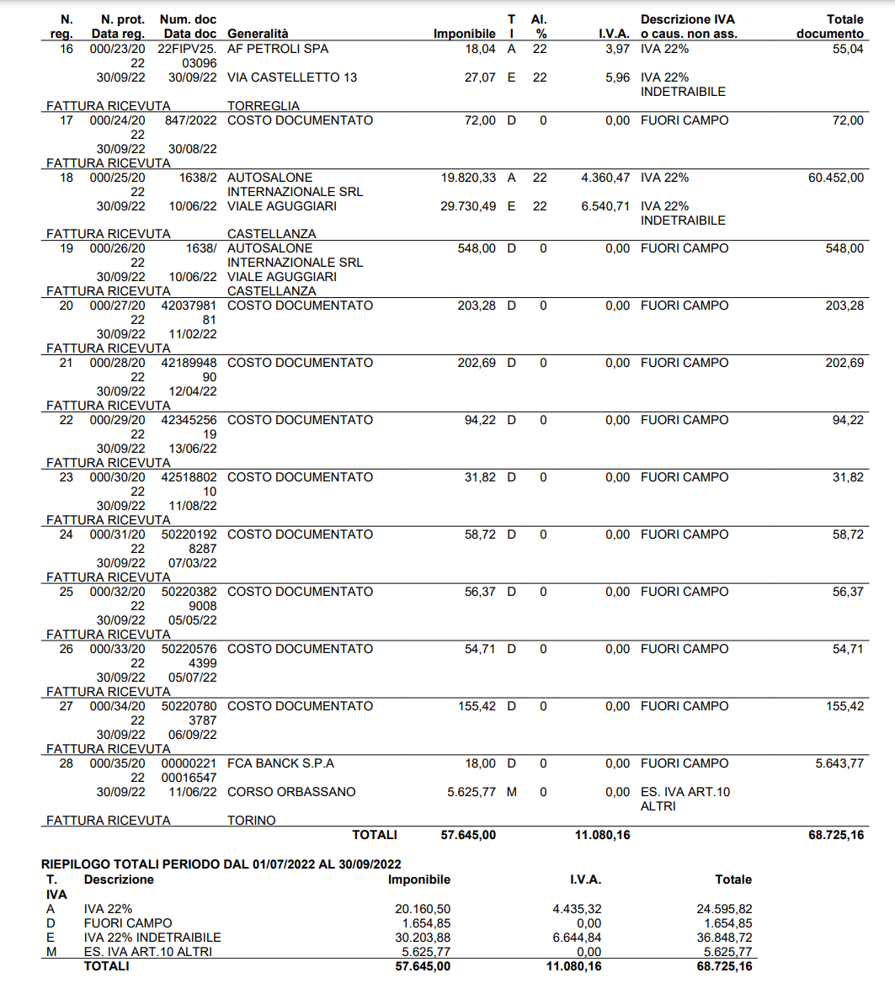 N. N. prot. Num. doc T Al. Descrizione IVA Totale
reg. Data reg. Data doc Generalità Imponibile I % I.V.A. o caus. non ass. documento
16 000/23/20 22FIPV25. AF PETROLI SPA 18,04 A 22 3,97 IVA 22% 55,04
22 03096
30/09/22 30/09/22 VIA CASTELLETTO 13 27,07 E 22 5,96 IVA 22%
INDETRAIBILE
FATTURA RICEVUTA TORREGLIA
17 000/24/20 847/2022 COSTO DOCUMENTATO 72,00 D 0 0,00 FUORI CAMPO 72,00
22
30/09/22 30/08/22
FATTURA RICEVUTA
18 000/25/20 1638/2 AUTOSALONE 19.820,33 A 22 4.360,47 IVA 22% 60.452,00
22 INTERNAZIONALE SRL
30/09/22 10/06/22 VIALE AGUGGIARI 29.730,49 E 22 6.540,71 IVA 22%
INDETRAIBILE
FATTURA RICEVUTA CASTELLANZA
19 000/26/20 1638/ AUTOSALONE 548,00 D 0 0,00 FUORI CAMPO 548,00
22 INTERNAZIONALE SRL
30/09/22 10/06/22 VIALE AGUGGIARI
FATTURA RICEVUTA CASTELLANZA
20 000/27/20 42037981 COSTO DOCUMENTATO 203,28 D 0 0,00 FUORI CAMPO 203,28
22 81
30/09/22 11/02/22
FATTURA RICEVUTA
21 000/28/20 42189948 COSTO DOCUMENTATO 202,69 D 0 0,00 FUORI CAMPO 202,69
22 90
30/09/22 12/04/22
FATTURA RICEVUTA
22 000/29/20 42345256 COSTO DOCUMENTATO 94,22 D 0 0,00 FUORI CAMPO 94,22
22 19
30/09/22 13/06/22
FATTURA RICEVUTA
23 000/30/20 42518802 COSTO DOCUMENTATO 31,82 D 0 0,00 FUORI CAMPO 31,82
22 10
30/09/22 11/08/22
FATTURA RICEVUTA
24 000/31/20 50220192 COSTO DOCUMENTATO 58,72 D 0 0,00 FUORI CAMPO 58,72
22 8287
30/09/22 07/03/22
FATTURA RICEVUTA
25 000/32/20 50220382 COSTO DOCUMENTATO 56,37 D 0 0,00 FUORI CAMPO 56,37
22 9008
30/09/22 05/05/22
FATTURA RICEVUTA
26 000/33/20 50220576 COSTO DOCUMENTATO 54,71 D 0 0,00 FUORI CAMPO 54,71
22 4399
30/09/22 05/07/22
FATTURA RICEVUTA
27 000/34/20 50220780 COSTO DOCUMENTATO 155,42 D 0 0,00 FUORI CAMPO 155,42
22 3787
30/09/22 06/09/22
FATTURA RICEVUTA
28 000/35/20 00000221 FCA BANCK S.P.A 18,00 D 0 0,00 FUORI CAMPO 5.643,77
22 00016547
30/09/22 11/06/22 CORSO ORBASSANO 5.625,77 M 0 0,00 ES. IVA ART.10
ALTRI
FATTURA RICEVUTA TORINO
TOTALI 57.645,00 11.080,16 68.725,16
RIEPILOGO TOTALI PERIODO DAL 01/07/2022 AL 30/09/2022
T. Descrizione Imponibile I.V.A. Totale
IVA
A IVA 22% 20.160,50 4.435,32 24.595,82
D FUORI CAMPO 1.654,85 0,00 1.654,85
E IVA 22% INDETRAIBILE 30.203,88 6.644,84 36.848,72
M ES. IVA ART.10 ALTRI 5.625,77 0,00 5.625,77
TOTALI 57.645,00 11.080,16 68.725,16